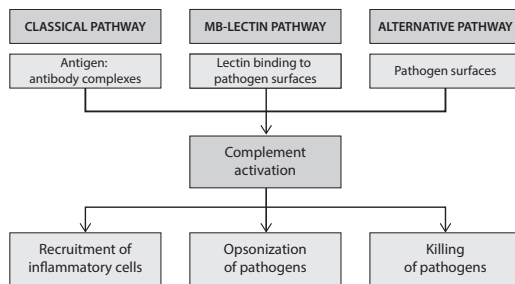 CLASSICAL PATHWAY
MB-LECTIN PATHWAY
ALTERNATIVE PATHWAY
Antigen:
antibody complexes
Lectin binding to
pathogen surfaces
Pathogen surfaces
Complement
activation
Recruitment of
inflammatory cells
Opsonization
of pathogens
Killing
of pathogens